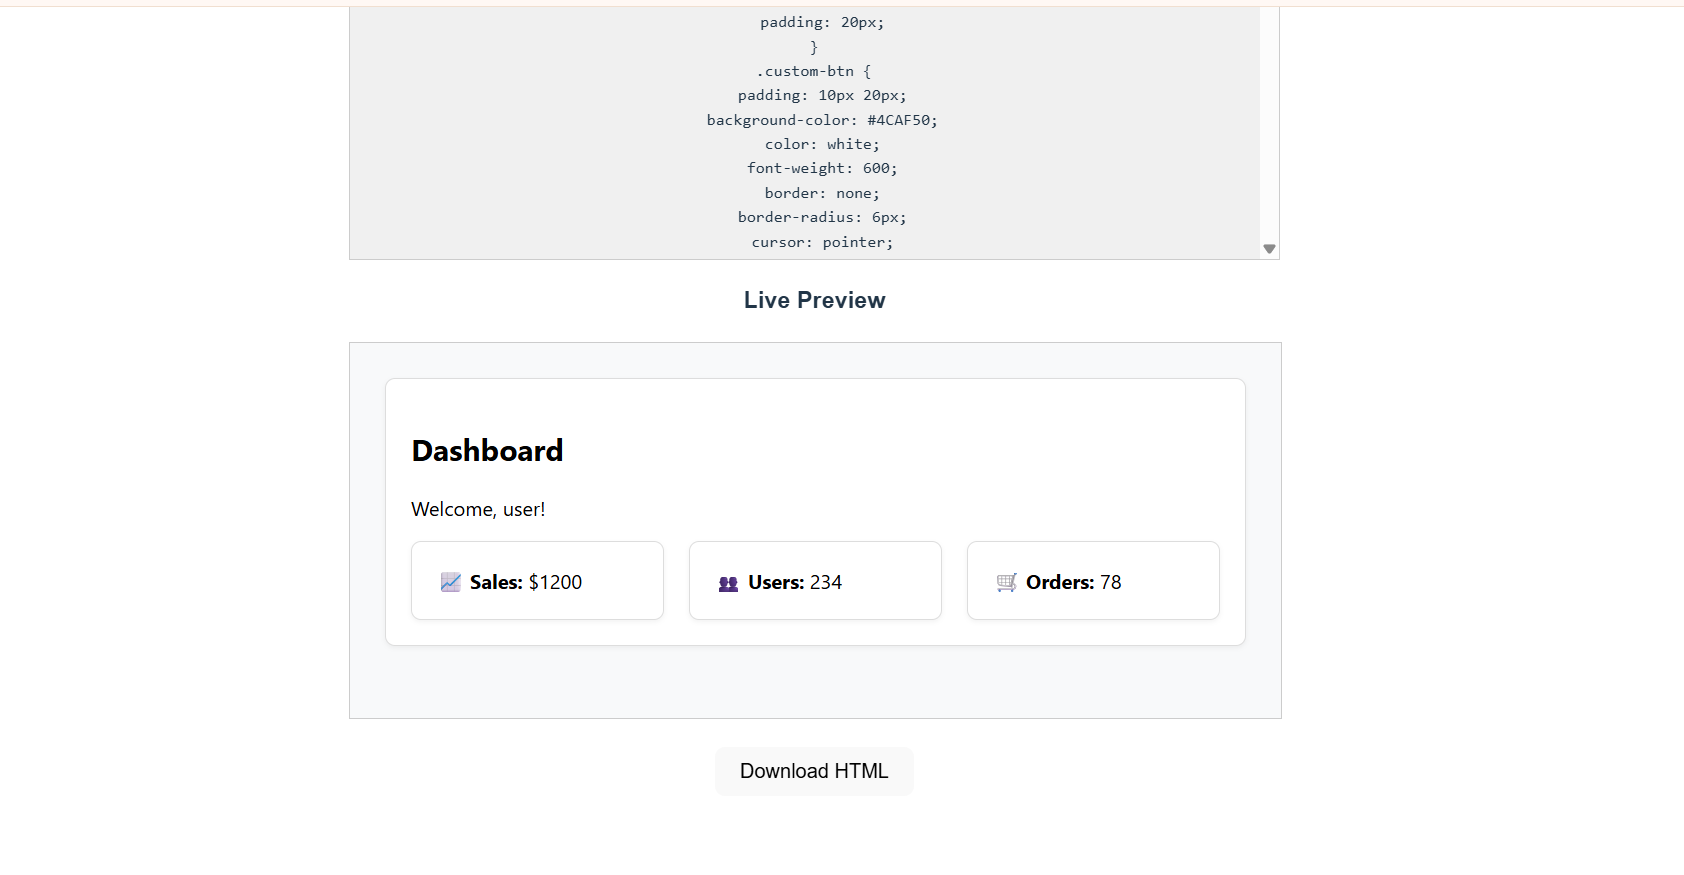 padding: 20px;
}
.custom-btn {
padding: 10px 20px;
background-color: #4CAF50;
color: white;
font-weight: 600;
border: none;
border-radius: 6px;
cursor: pointer;
Live Preview
Dashboard
Welcome, user!
📈 Sales: $1200
👥 Users: 234
🛒 Orders: 78
Download HTML